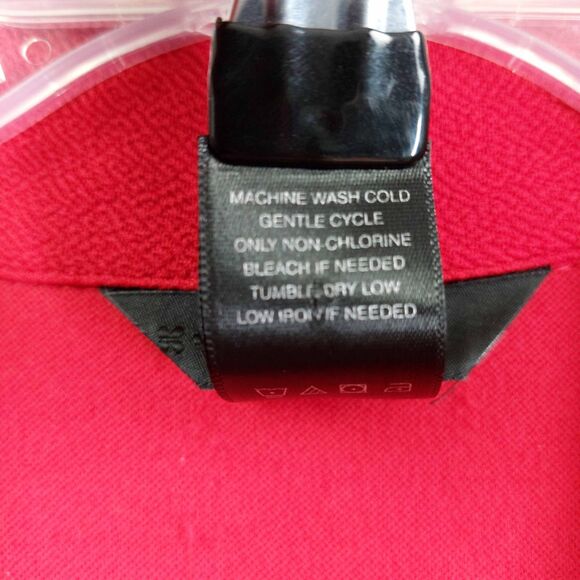 MACHINE WASH COLD
GENTLE CYCLE
ONLY NON-CHLORINE
BLEACH IF NEEDED
TUMBLE DRY LOW
LOW IRON IF NEEDED